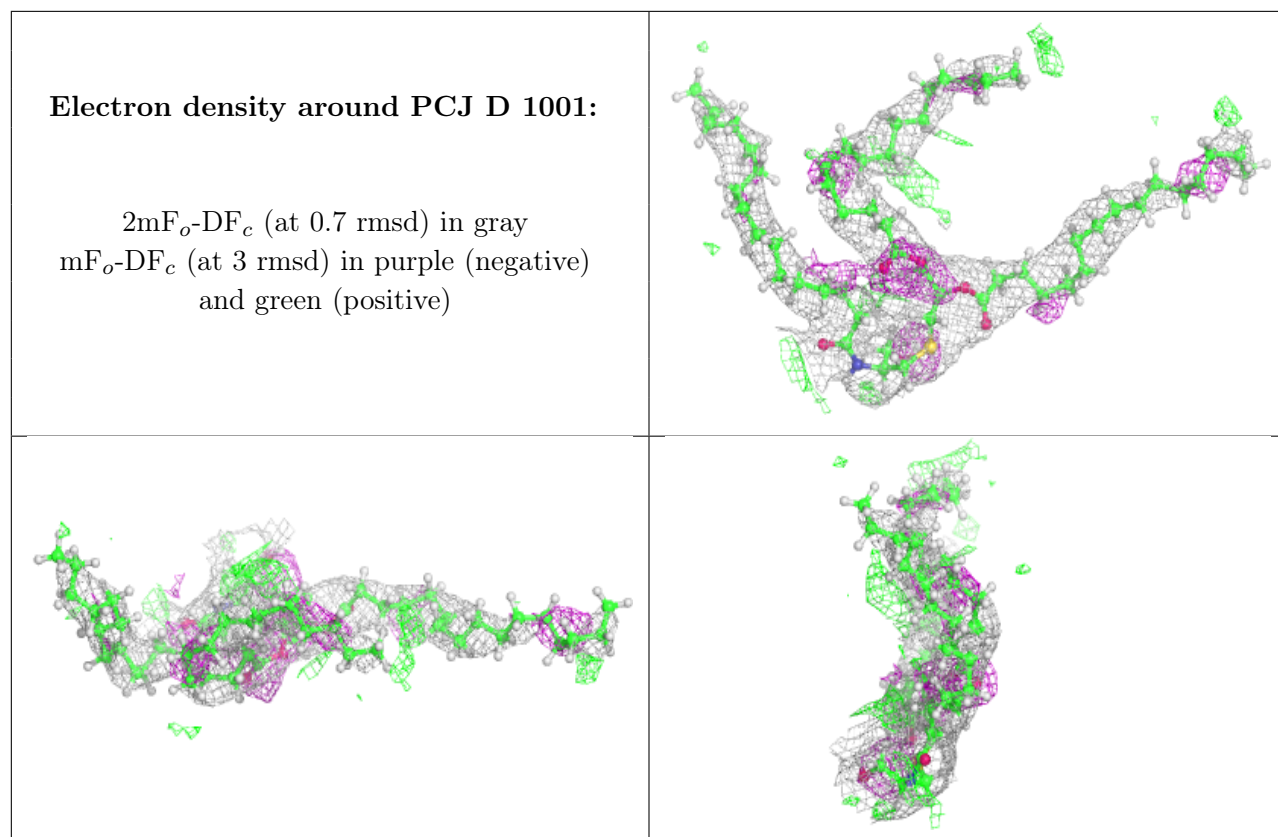 Electron density around PCJ D 1001:
2mFₒ-DF𝒸 (at 0.7 rmsd) in gray
mFₒ-DF𝒸 (at 3 rmsd) in purple (negative)
and green (positive)